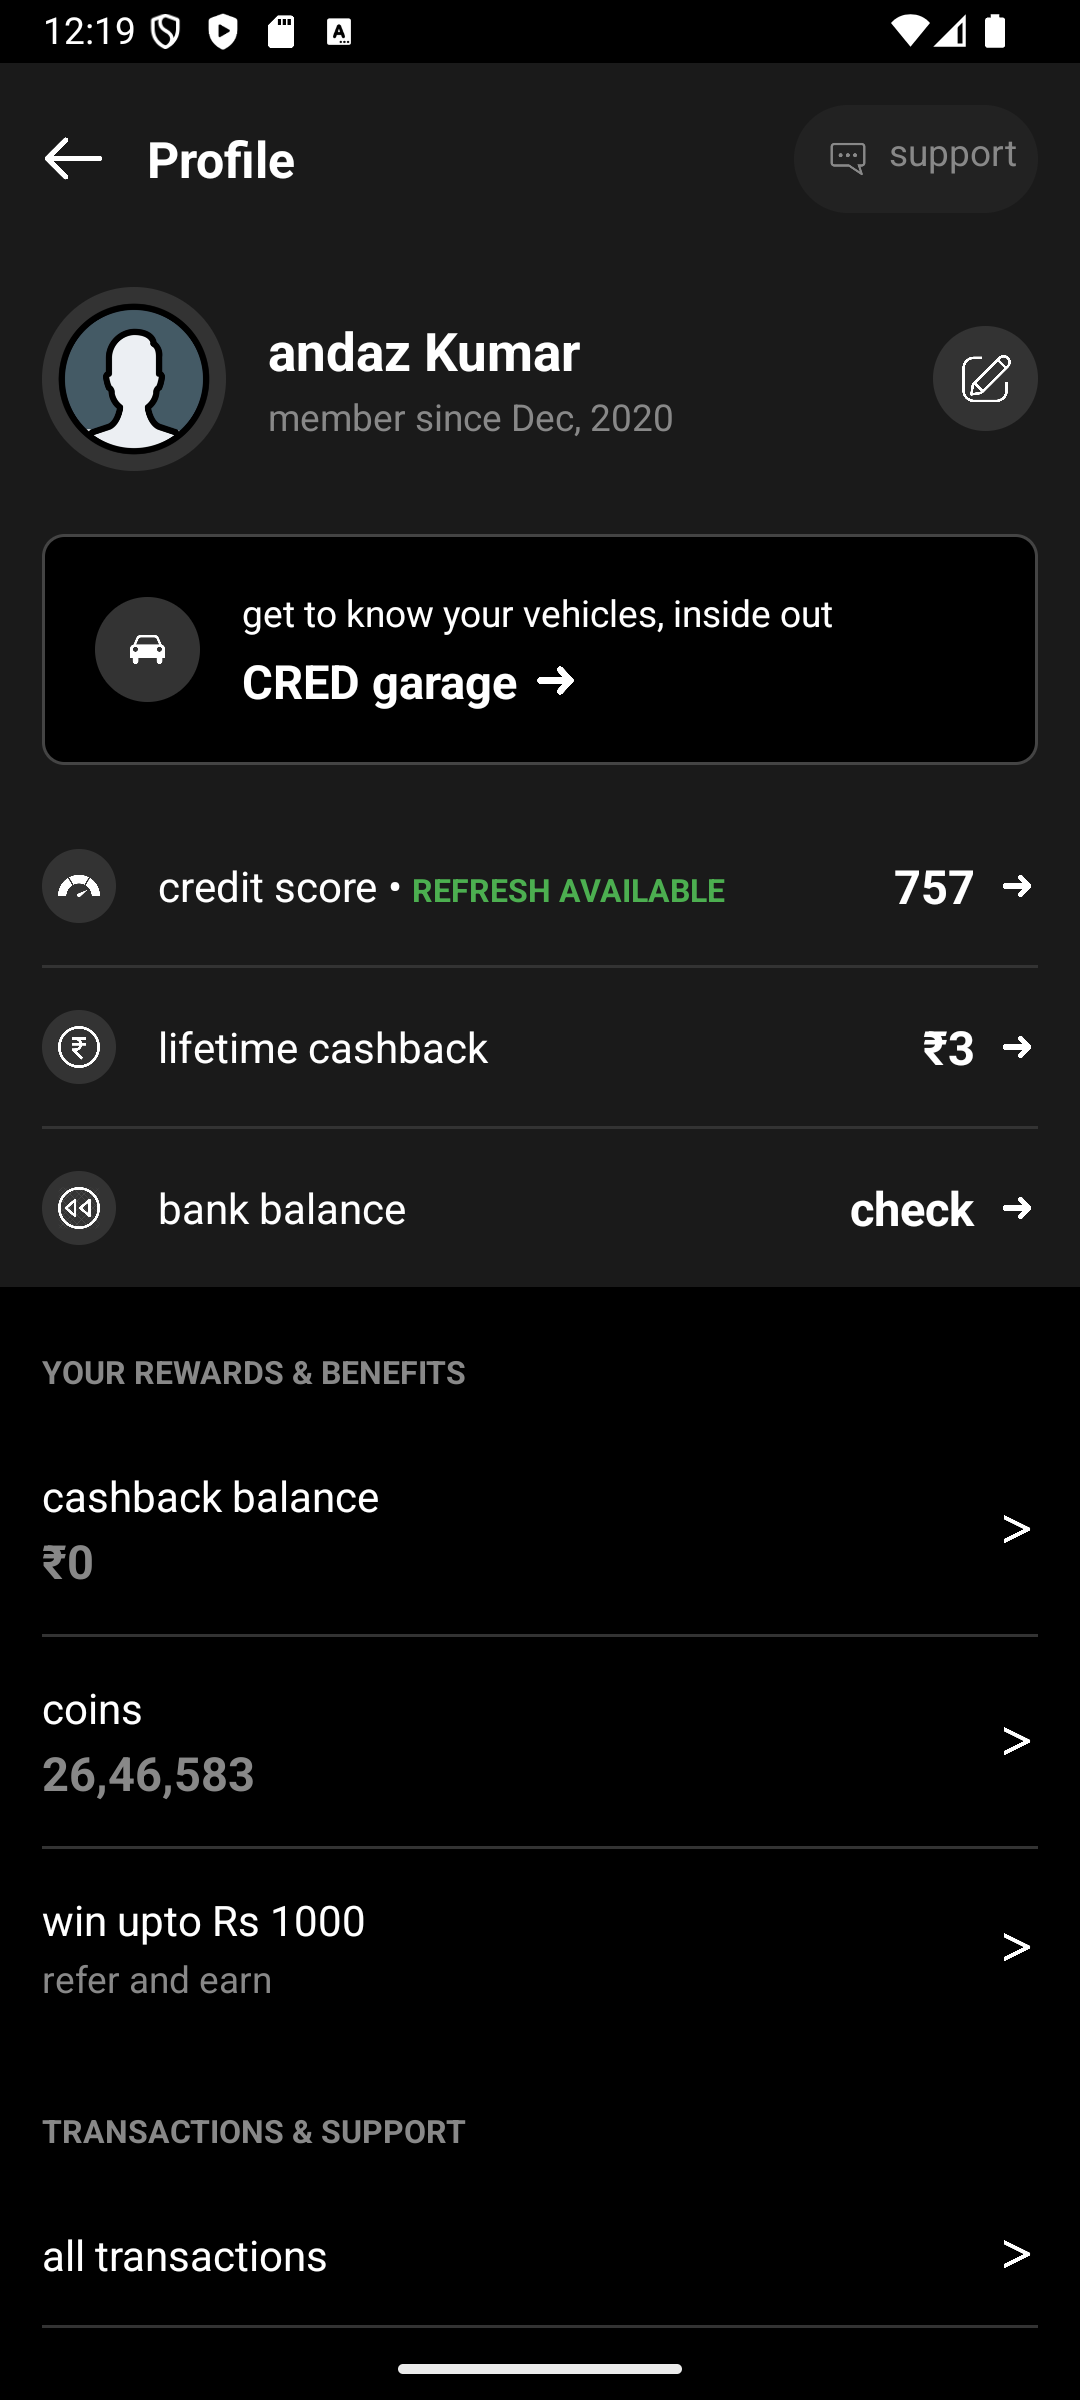 12:19
Profile
support
andaz Kumar
member since Dec, 2020
get to know your vehicles, inside out
CRED garage
credit score • REFRESH AVAILABLE 757
lifetime cashback ₹3
bank balance check
YOUR REWARDS & BENEFITS
cashback balance
₹0
coins
26,46,583
win upto Rs 1000
refer and earn
TRANSACTIONS & SUPPORT
all transactions